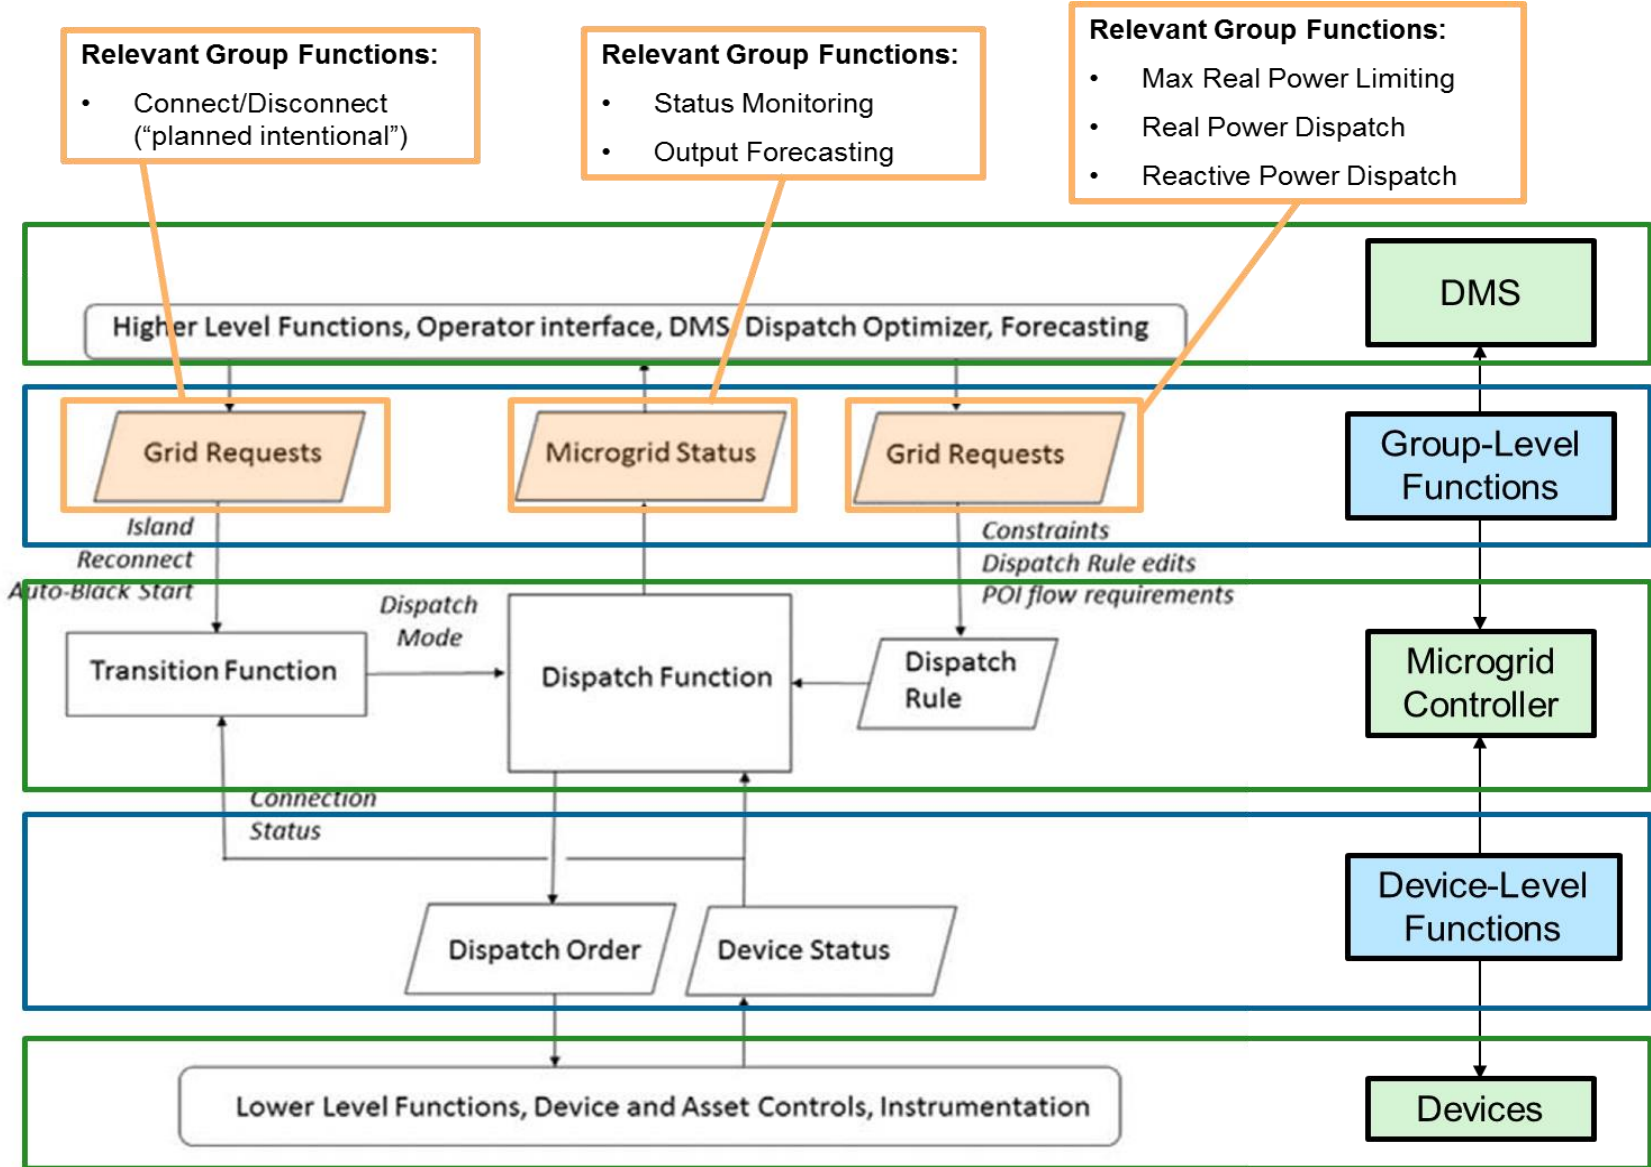 Relevant Group Functions:
• Connect/Disconnect
(“planned intentional”)
Relevant Group Functions:
• Status Monitoring
• Output Forecasting
Relevant Group Functions:
• Max Real Power Limiting
• Real Power Dispatch
• Reactive Power Dispatch
DMS
Higher Level Functions, Operator interface, DMS, Dispatch Optimizer, Forecasting
Grid Requests
Microgrid Status
Grid Requests
Group-Level
Functions
Island
Reconnect
Auto-Black Start
Constraints
Dispatch Rule edits
POI flow requirements
Dispatch
Mode
Transition Function
Dispatch Function
Dispatch
Rule
Microgrid
Controller
Connection
Status
Device-Level
Functions
Dispatch Order
Device Status
Lower Level Functions, Device and Asset Controls, Instrumentation
Devices